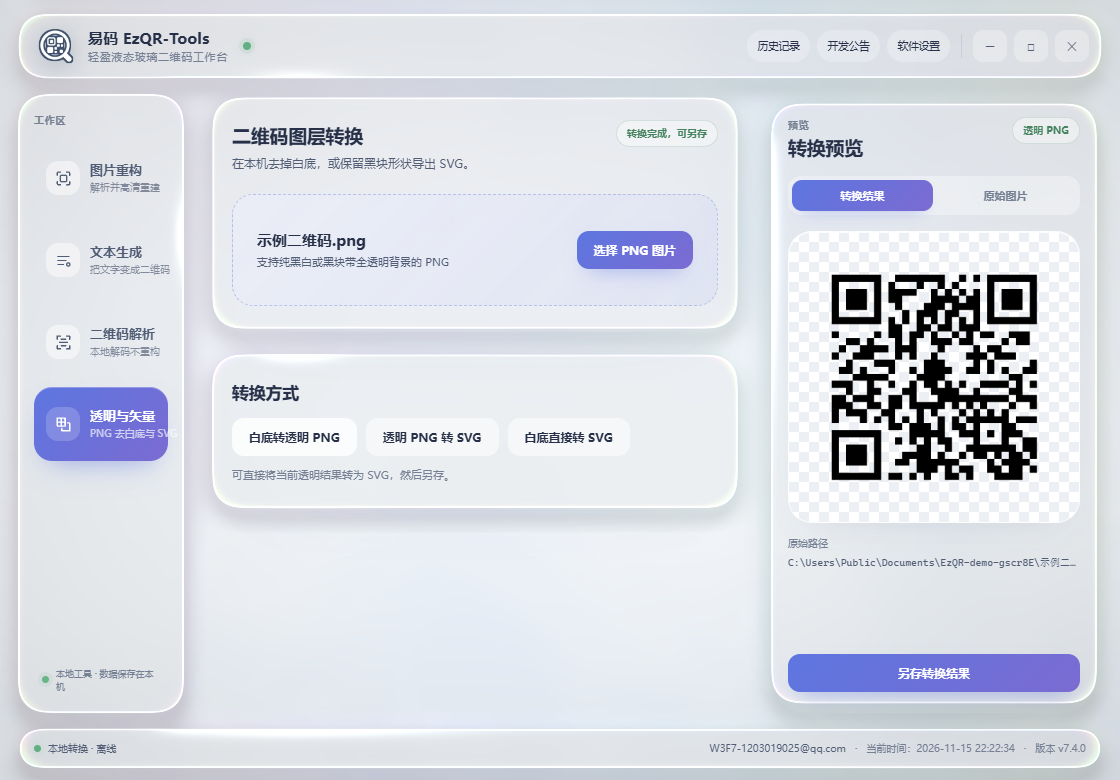 易码 EzQR-Tools
轻盈液态玻璃二维码工作台
历史记录
开发公告
软件设置
工作区
图片重构
解析并高清重建
文本生成
把文字变成二维码
二维码解析
本地解码不重构
透明与矢量
PNG 去白底与 SVG
本地工具 · 数据保存在本
机
二维码图层转换
转换完成，可另存
在本机去掉白底，或保留黑块形状导出 SVG。
示例二维码.png
支持纯黑白或黑块带全透明背景的 PNG
选择 PNG 图片
转换方式
白底转透明 PNG
透明 PNG 转 SVG
白底直接转 SVG
可直接将当前透明结果转为 SVG，然后另存。
预览
转换预览
透明 PNG
转换结果
原始图片
原始路径
C:\Users\Public\Documents\EzQR-demo-gscr8E\示例二…
另存转换结果
本地转换 · 离线
W3F7-1203019025@qq.com · 当前时间：2026-11-15 22:22:34 · 版本 v7.4.0